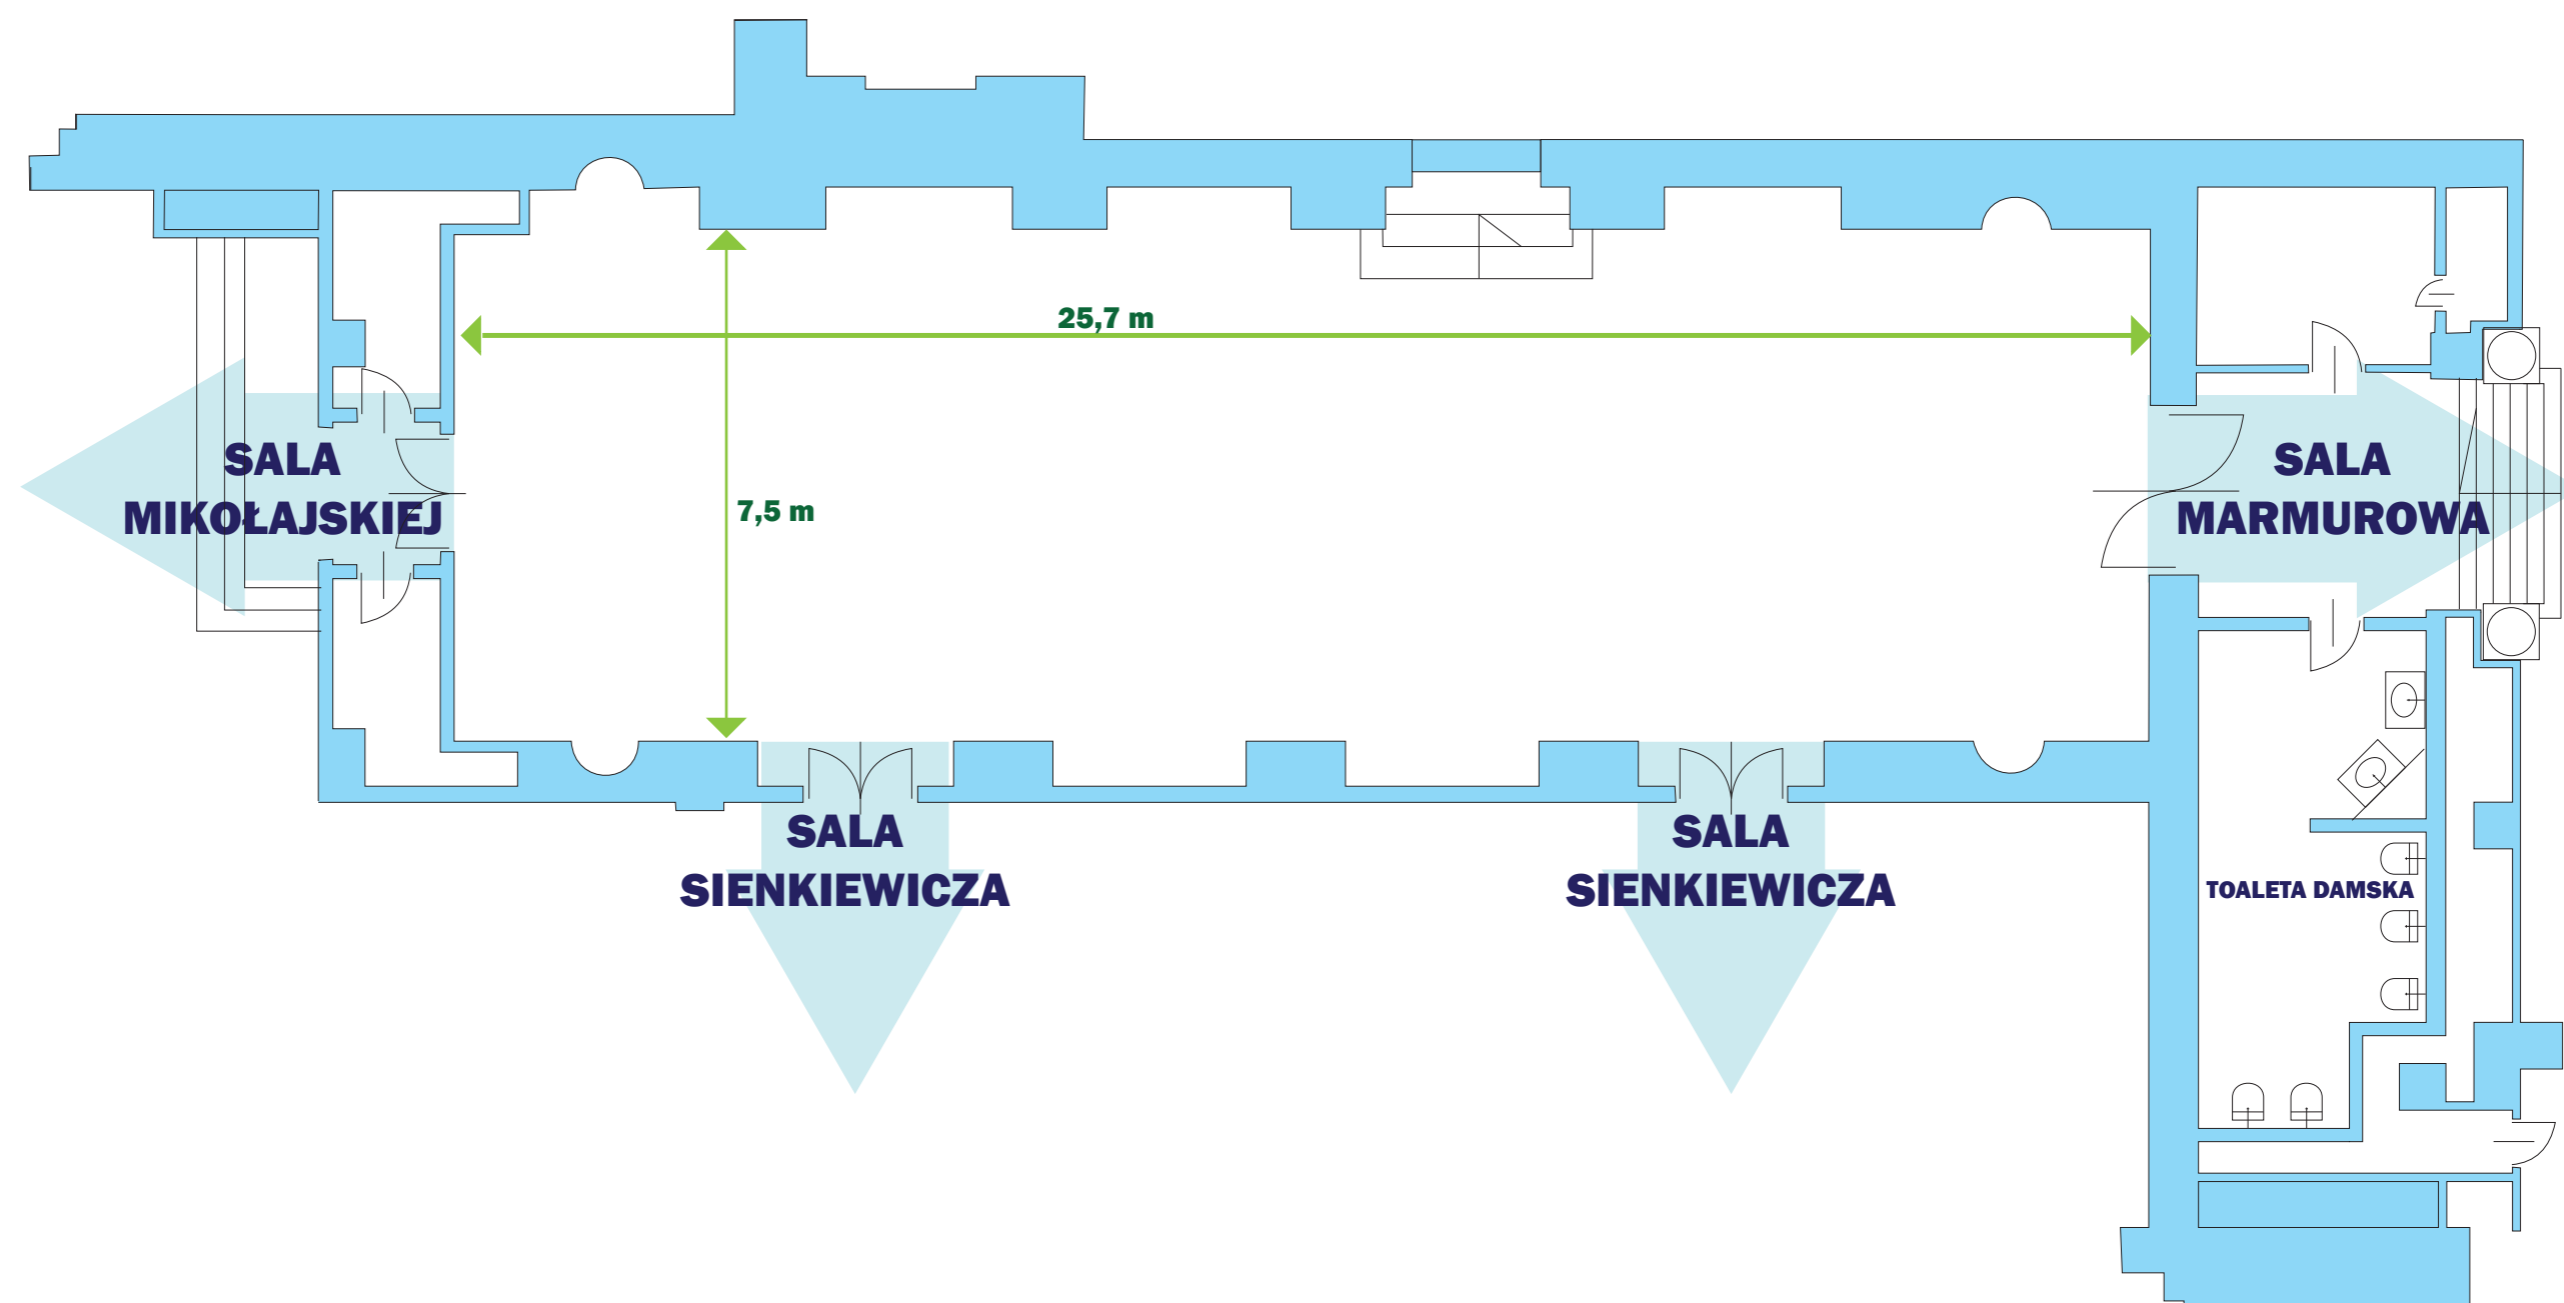 25,7 m
SALA
MIKOŁAJSKIEJ
7,5 m
SALA
MARMUROWA
SALA
SIENKIEWICZA
SALA
SIENKIEWICZA
TOALETA DAMSKA